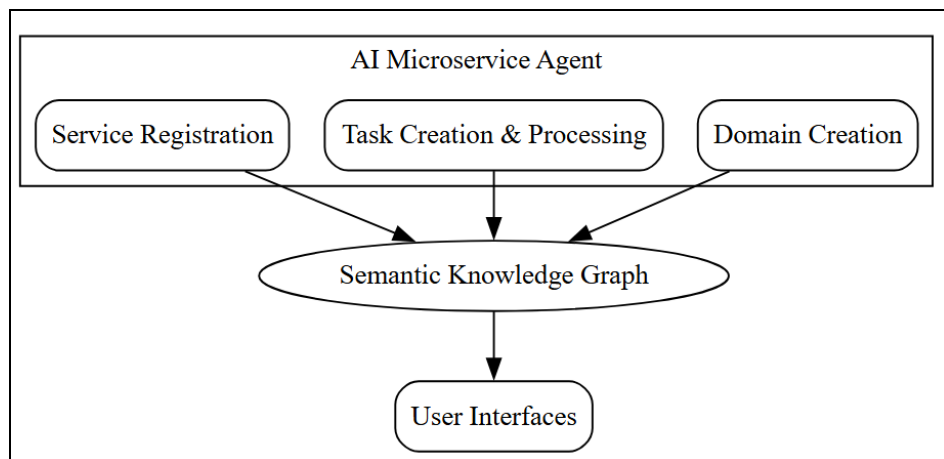 AI Microservice Agent
Service Registration
Task Creation & Processing
Domain Creation
Semantic Knowledge Graph
User Interfaces